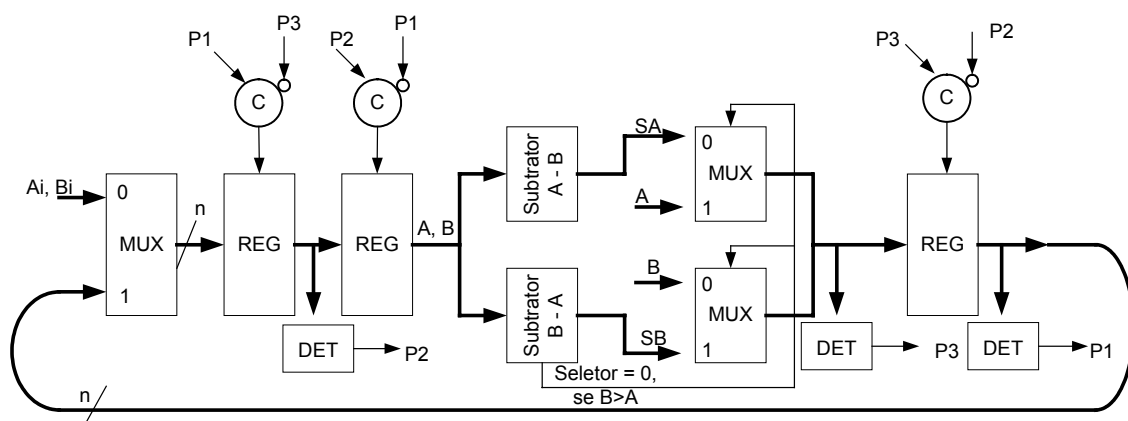 P1
P3
C
P2
P1
C
P3
P2
C
Ai, Bi
0
MUX
1
n
REG
REG
A, B
Subtrator
A - B
SA
0
MUX
A
1
REG
Subtrator
B - A
B
0
MUX
SB
1
DET
P2
DET
P3
DET
P1
Seletor = 0,
se B>A
n